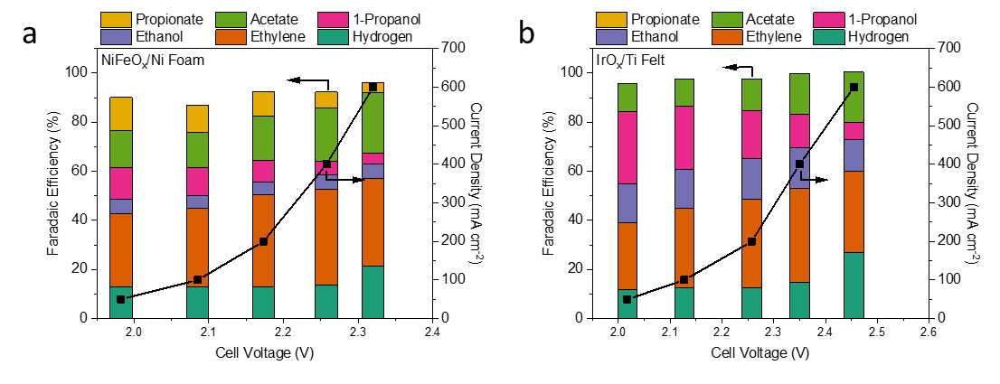 a
Propionate Acetate 1-Propanol
Ethanol Ethylene Hydrogen
NiFeOx/Ni Foam
Faradaic Efficiency (%)
100
80
60
40
20
0
700
600
500
400
300
200
100
0
Current Density (mA cm-2)
2.0 2.1 2.2 2.3 2.4
Cell Voltage (V)
b
Propionate Acetate 1-Propanol
Ethanol Ethylene Hydrogen
IrOx/Ti Felt
Faradaic Efficiency (%)
100
80
60
40
20
0
700
600
500
400
300
200
100
0
Current Density (mA cm-2)
2.0 2.1 2.2 2.3 2.4 2.5 2.6
Cell Voltage (V)